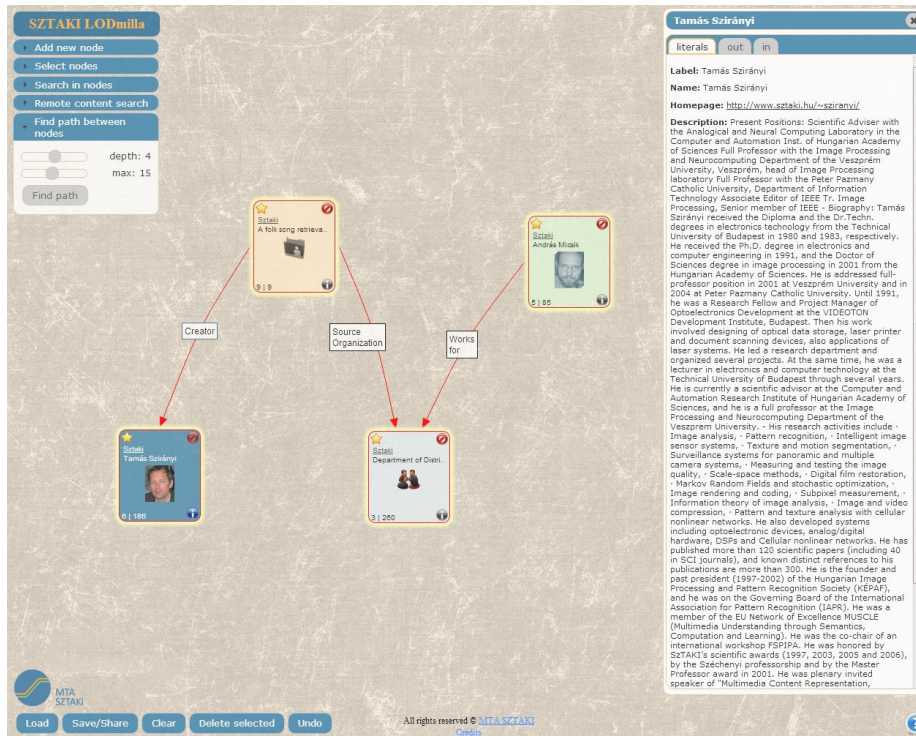 SZTAKI LODmilla
Add new node
Select nodes
Search in nodes
Remote content search
Find path between
nodes
depth: 4
max: 15
Find path
Sztaki
A folk song retrieva..
9 | 9
Sztaki
András Micsik
5 | 85
Creator
Source
Organization
Works
for
Sztaki
Tamás Szirányi
6 | 186
Sztaki
Department of Distri..
3 | 260
MTA
SZTAKI
Load
Save/Share
Clear
Delete selected
Undo
All rights reserved © MTA SZTAKI
Credits
Tamás Szirányi
literals
out
in
Label: Tamás Szirányi
Name: Tamás Szirányi
Homepage: http://www.sztaki.hu/~sziranyi/
Description: Present Positions: Scientific Adviser with
the Analogical and Neural Computing Laboratory in the
Computer and Automation Inst. of Hungarian Academy
of Sciences Full Professor with the Image Processing
and Neurocomputing Department of the Veszprém
University, Veszprém, head of Image Processing
laboratory Full Professor with the Peter Pazmany
Catholic University, Department of Information
Technology Associate Editor of IEEE Tr. Image
Processing, Senior member of IEEE - Biography: Tamás
Szirányi received the Diploma and the Dr.Techn.
degrees in electronics technology from the Technical
University of Budapest in 1980 and 1983, respectively.
He received the Ph.D. degree in electronics and
computer engineering in 1991, and the Doctor of
Sciences degree in image processing in 2001 from the
Hungarian Academy of Sciences. He is addressed full-
professor position in 2001 at Veszprém University and in
2004 at Peter Pazmany Catholic University. Until 1991,
he was a Research Fellow and Project Manager of
Optoelectronics Development at the VIDEOTON
Development Institute, Budapest. Then his work
involved designing of optical data storage, laser printer
and document scanning devices, also applications of
laser systems. He led a research department and
organized several projects. At the same time, he was a
lecturer in electronics and computer technology at the
Technical University of Budapest through several years.
He is currently a scientific advisor at the Computer and
Automation Research Institute of Hungarian Academy of
Sciences, and he is a full professor at the Image
Processing and Neurocomputing Department of the
Veszprem University. - His research activities include ·
Image analysis, · Pattern recognition, · Intelligent image
sensor systems, · Texture and motion segmentation, ·
Surveillance systems for panoramic and multiple
camera systems, · Measuring and testing the image
quality, · Scale-space methods, · Digital film restoration,
· Markov Random Fields and stochastic optimization, ·
Image rendering and coding, · Subpixel measurement, ·
Information theory of image analysis, · Image and video
compression, · Pattern and texture analysis with cellular
nonlinear networks. He also developed systems
including optoelectronic devices, analog/digital
hardware, DSPs and Cellular nonlinear networks. He has
published more than 120 scientific papers (including 40
in SCI journals), and known distinct references to his
publications are more than 300. He is the founder and
past president (1997-2002) of the Hungarian Image
Processing and Pattern Recognition Society (KÉPAF),
and he was on the Governing Board of the International
Association for Pattern Recognition (IAPR). He was a
member of the EU Network of Excellence MUSCLE
(Multimedia Understanding through Semantics,
Computation and Learning). He was the co-chair of an
international workshop FSPIPA. He was honored by
SzTAKI's scientific awards (1997, 2003, 2005 and 2006),
by the Széchenyi professorship and by the Master
Professor award in 2001. He was plenary invited
speaker of "Multimedia Content Representation,